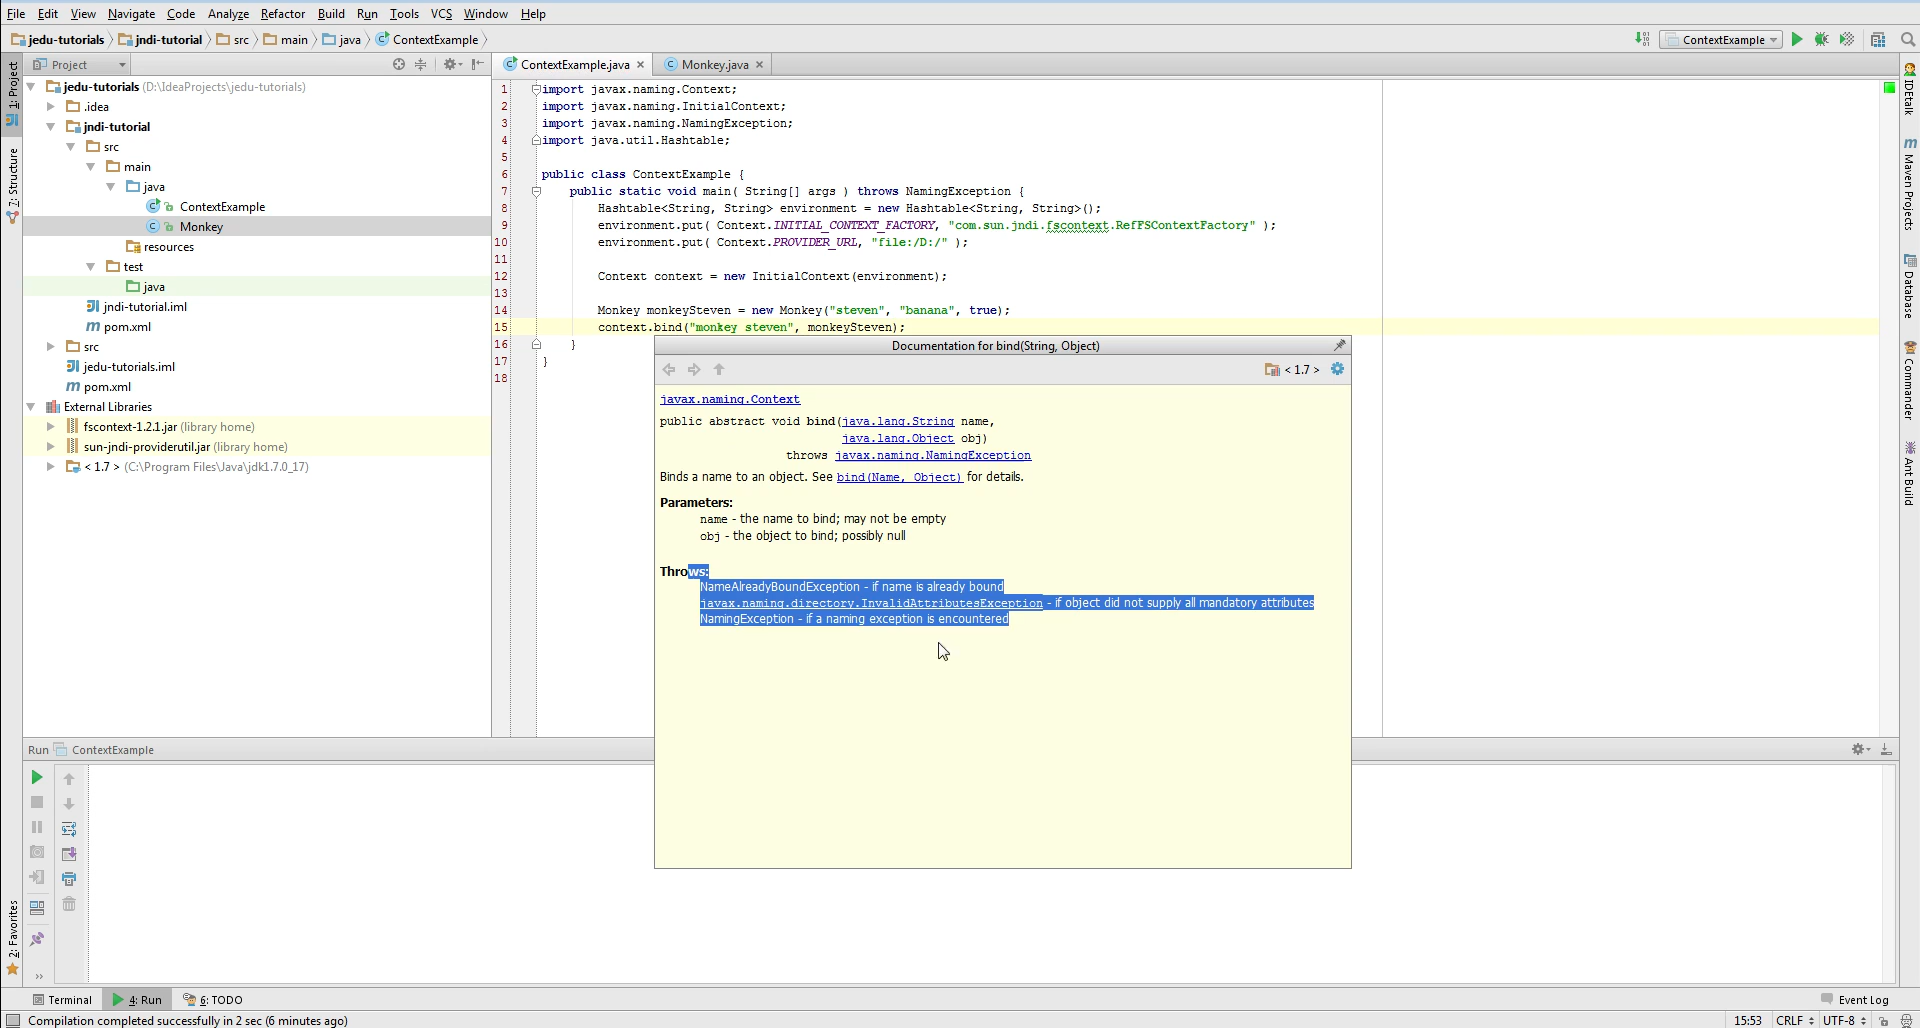 File Edit View Navigate Code Analyze Refactor Build Run Tools VCS Window Help
jedu-tutorials jndi-tutorial src main java ContextExample
ContextExample
1: Project
7: Structure
2: Favorites
Project
jedu-tutorials (D:\IdeaProjects\jedu-tutorials)
.idea
jndi-tutorial
src
main
java
ContextExample
Monkey
resources
test
java
jndi-tutorial.iml
pom.xml
src
jedu-tutorials.iml
pom.xml
External Libraries
fscontext-1.2.1.jar (library home)
sun-jndi-providerutil.jar (library home)
< 1.7 > (C:\Program Files\Java\jdk1.7.0_17)
ContextExample.java Monkey.java
1 import javax.naming.Context;
2 import javax.naming.InitialContext;
3 import javax.naming.NamingException;
4 import java.util.Hashtable;
5
6 public class ContextExample {
7 public static void main( String[] args ) throws NamingException {
8 Hashtable<String, String> environment = new Hashtable<String, String>();
9 environment.put( Context.INITIAL_CONTEXT_FACTORY, "com.sun.jndi.fscontext.RefFSContextFactory" );
10 environment.put( Context.PROVIDER_URL, "file:/D:/" );
11
12 Context context = new InitialContext(environment);
13
14 Monkey monkeySteven = new Monkey("steven", "banana", true);
15 context.bind("monkey steven", monkeySteven);
16 }
17 }
18
Documentation for bind(String, Object)
< 1.7 >
javax.naming.Context
public abstract void bind(java.lang.String name,
java.lang.Object obj)
throws javax.naming.NamingException
Binds a name to an object. See bind(Name, Object) for details.
Parameters:
name - the name to bind; may not be empty
obj - the object to bind; possibly null
Throws:
NameAlreadyBoundException - if name is already bound
javax.naming.directory.InvalidAttributesException - if object did not supply all mandatory attributes
NamingException - if a naming exception is encountered
IDEtalk
Maven Projects
Database
Commander
Ant Build
Run ContextExample
Terminal 4: Run 6: TODO Event Log
Compilation completed successfully in 2 sec (6 minutes ago) 15:53 CRLF UTF-8